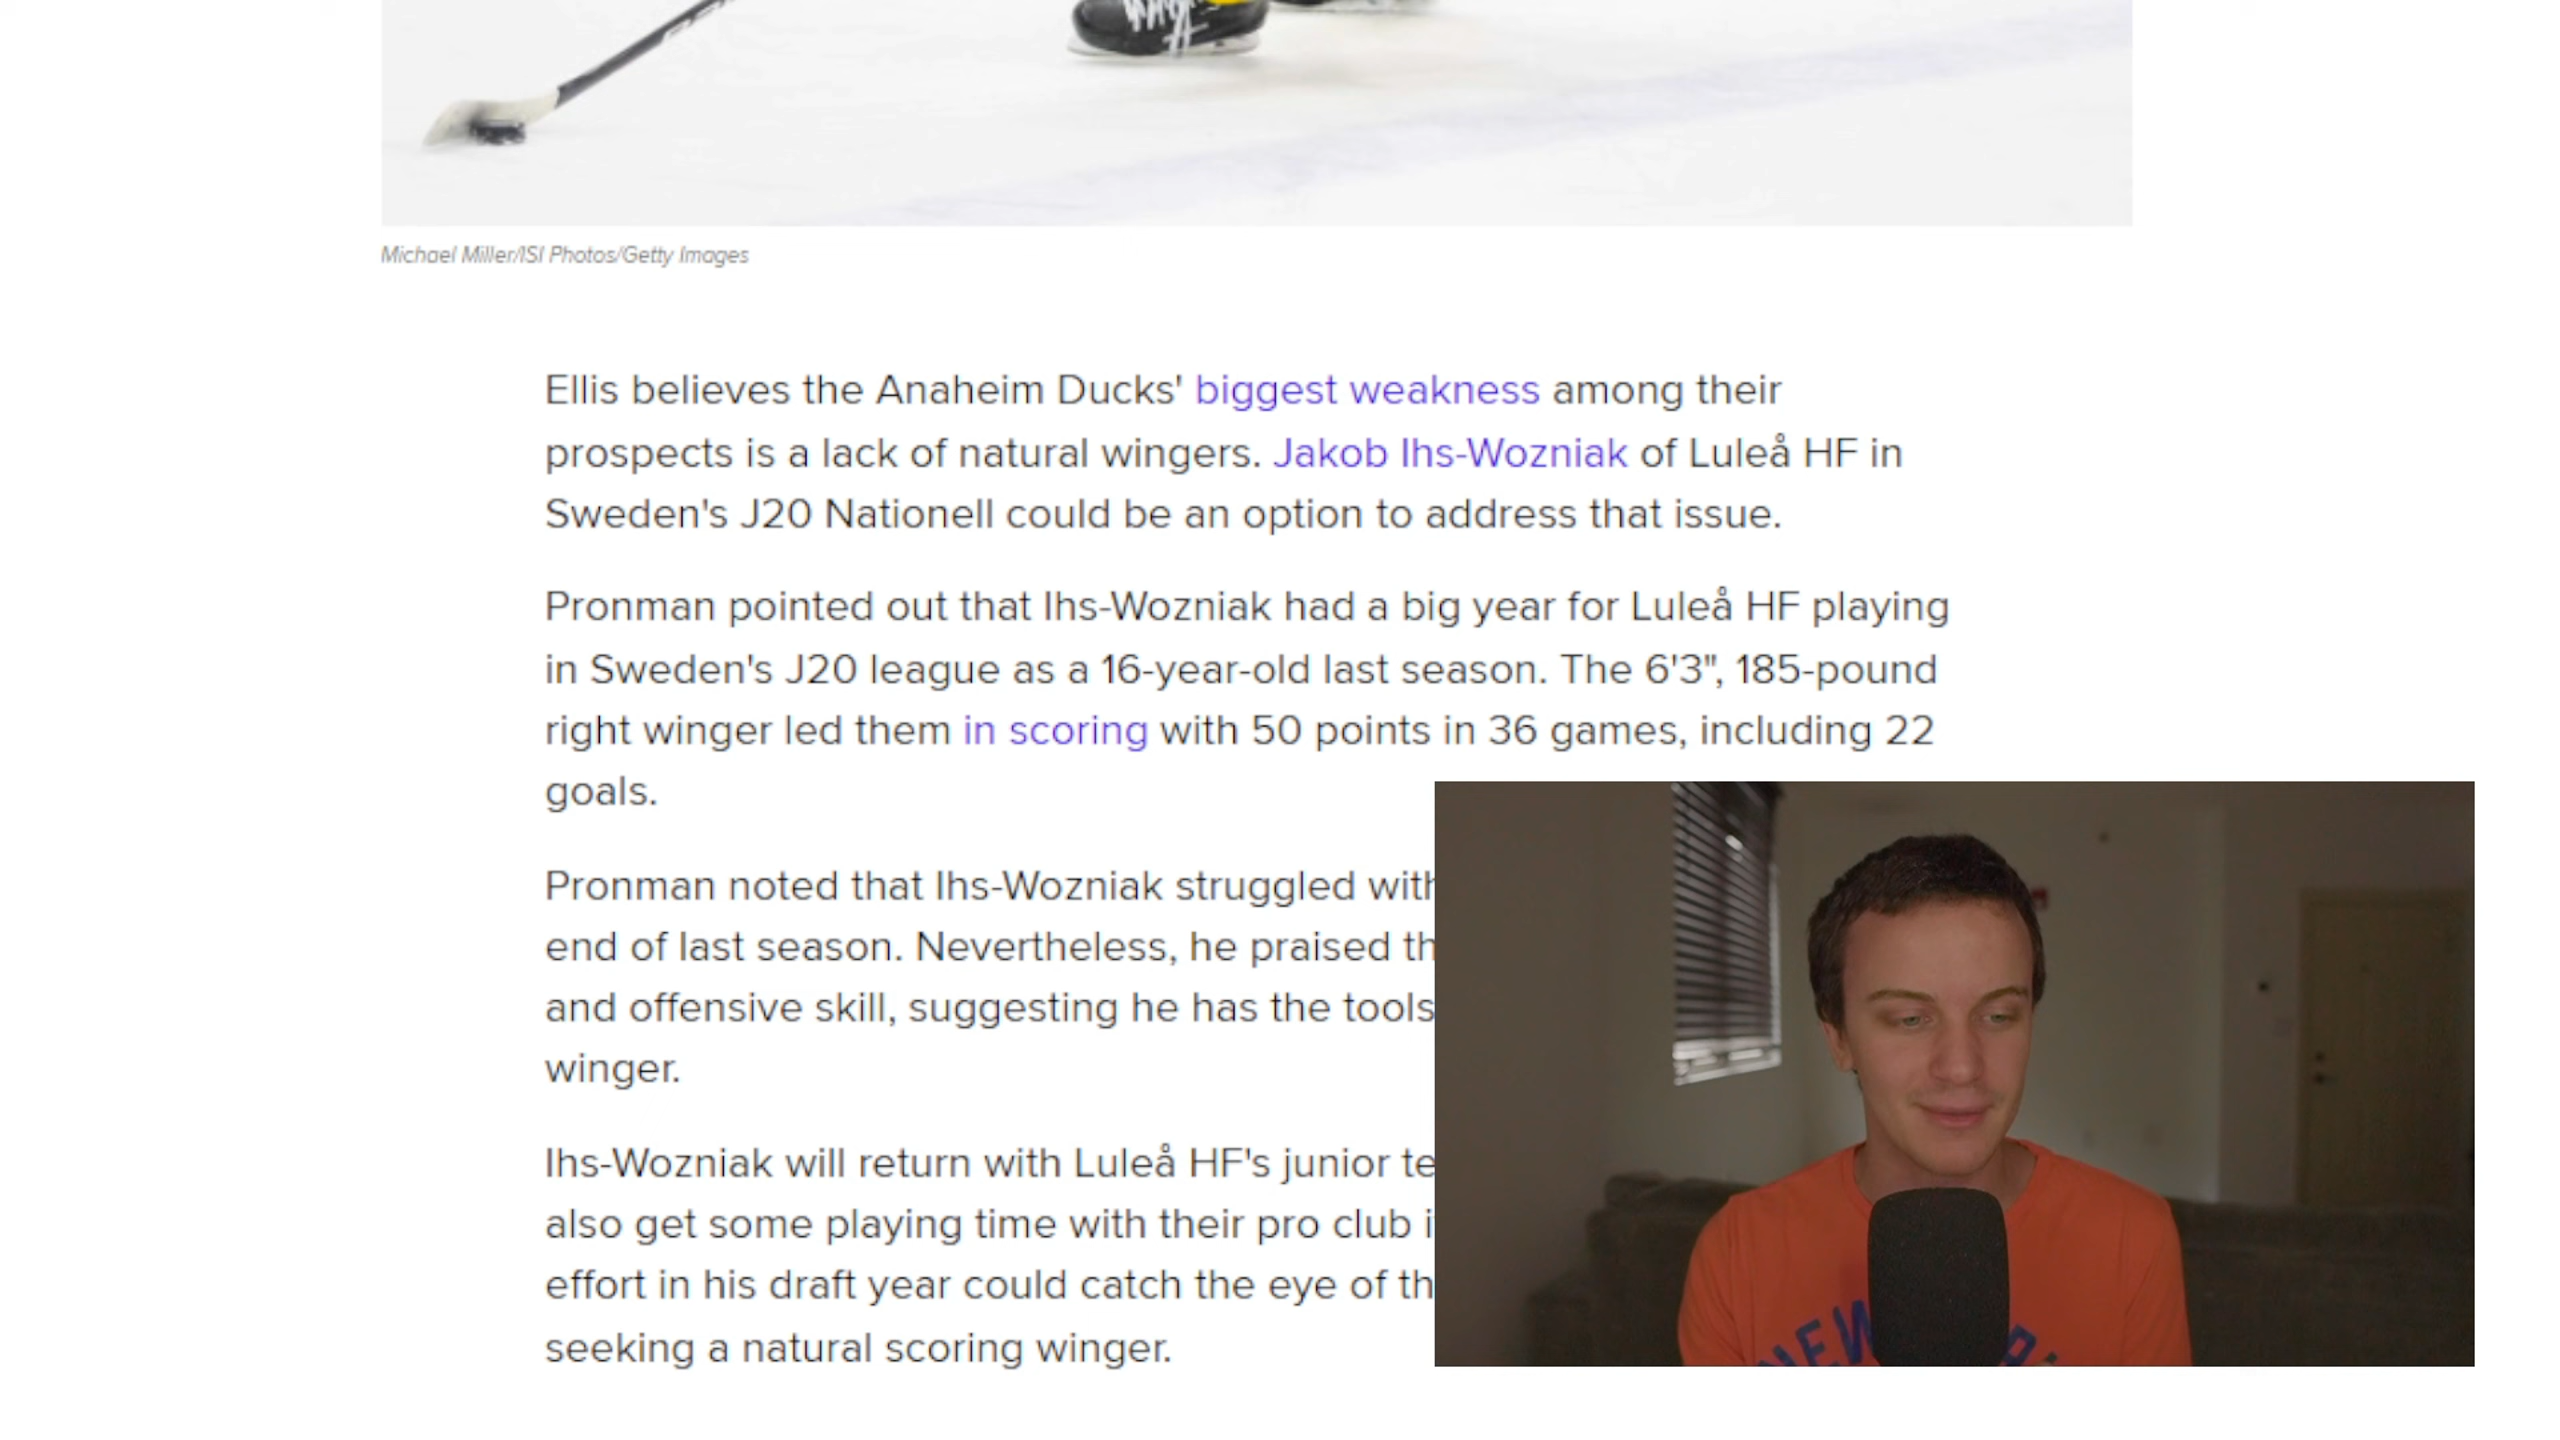 Michael Miller/ISI Photos/Getty Images
Ellis believes the Anaheim Ducks' biggest weakness among their
prospects is a lack of natural wingers. Jakob Ihs-Wozniak of Luleå HF in
Sweden's J20 Nationell could be an option to address that issue.
Pronman pointed out that Ihs-Wozniak had a big year for Luleå HF playing
in Sweden's J20 league as a 16-year-old last season. The 6'3", 185-pound
right winger led them in scoring with 50 points in 36 games, including 22
goals.
Pronman noted that Ihs-Wozniak struggled with
end of last season. Nevertheless, he praised
and offensive skill, suggesting he has the tools
winger.
Ihs-Wozniak will return with Luleå HF's junior
also get some playing time with their pro club
effort in his draft year could catch the eye of
seeking a natural scoring winger.